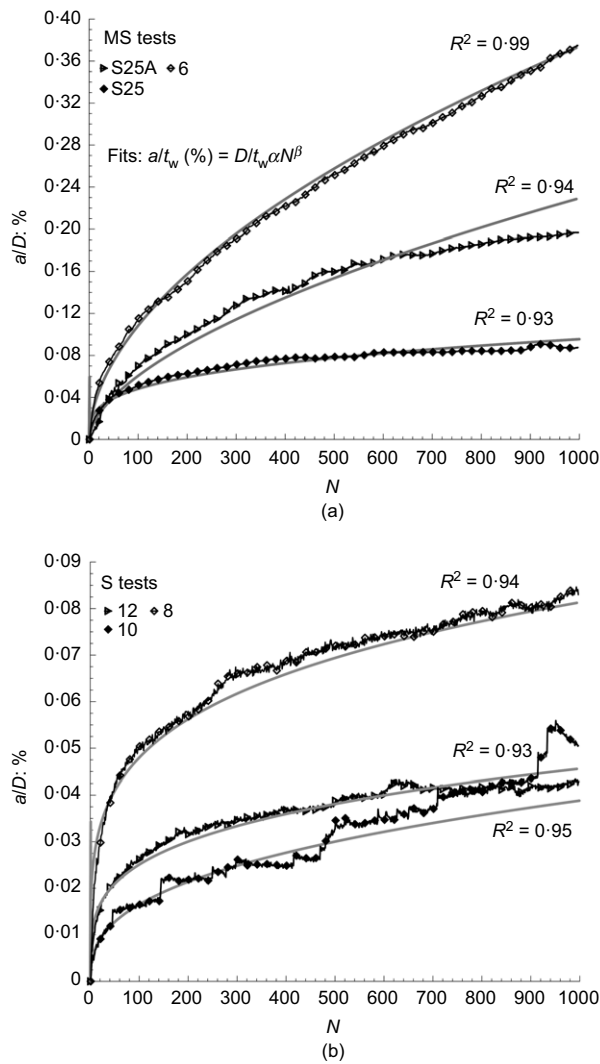 0·40
MS tests
R² = 0·99
S25A 6
S25
0·36
0·32
Fits: a/t_w (%) = D/t_wαN^β
0·28
0·24
R² = 0·94
0·20
a/D: %
0·16
0·12
R² = 0·93
0·08
0·04
0
0 100 200 300 400 500 600 700 800 900 1000
N
(a)
0·09
S tests
R² = 0·94
12 8
10
0·08
0·07
0·06
0·05
a/D: %
R² = 0·93
0·04
0·03
R² = 0·95
0·02
0·01
0
0 100 200 300 400 500 600 700 800 900 1000
N
(b)